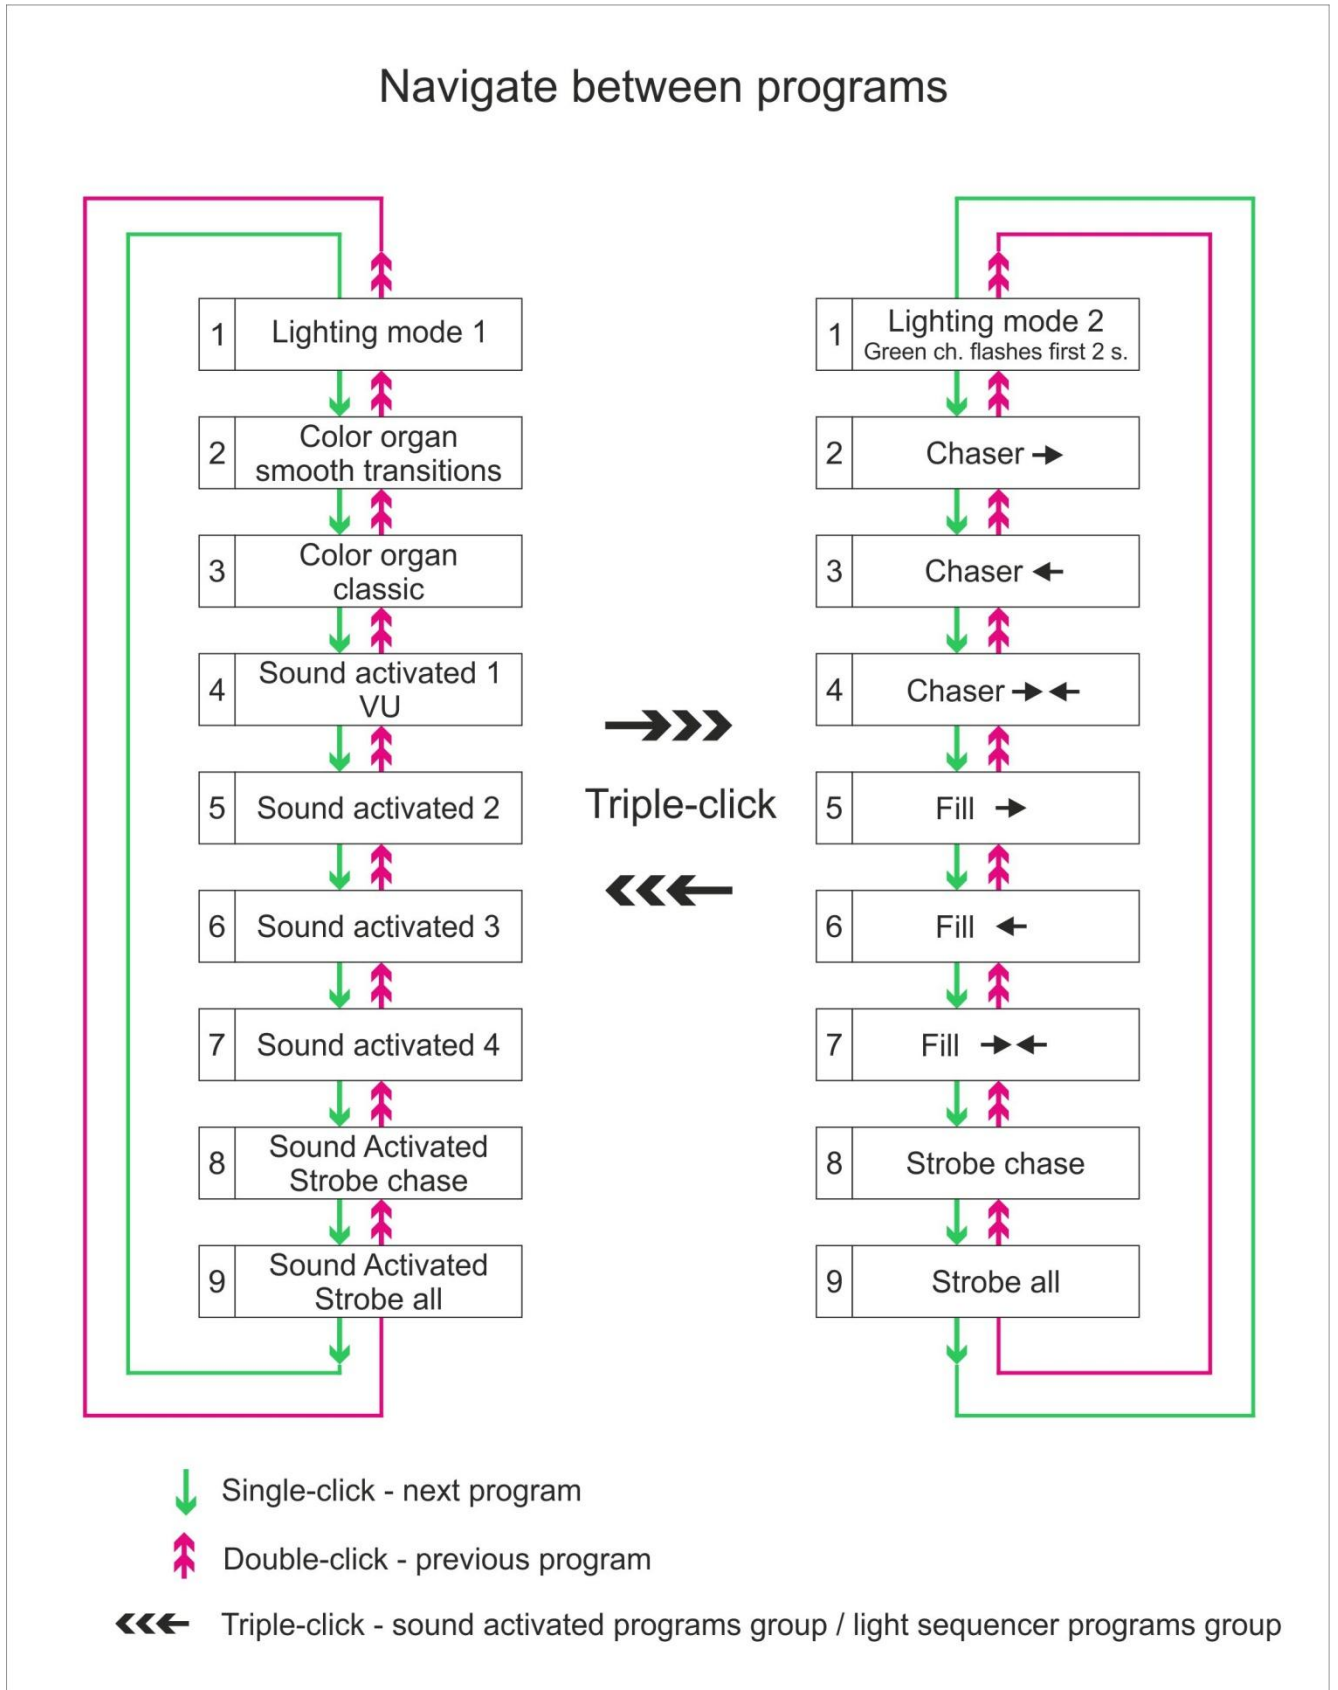 Navigate between programs
1 Lighting mode 1
2 Color organ
smooth transitions
3 Color organ
classic
4 Sound activated 1
VU
5 Sound activated 2
6 Sound activated 3
7 Sound activated 4
8 Sound Activated
Strobe chase
9 Sound Activated
Strobe all
Triple-click
1 Lighting mode 2
Green ch. flashes first 2 s.
2 Chaser
3 Chaser
4 Chaser
5 Fill
6 Fill
7 Fill
8 Strobe chase
9 Strobe all
Single-click - next program
Double-click - previous program
Triple-click - sound activated programs group / light sequencer programs group